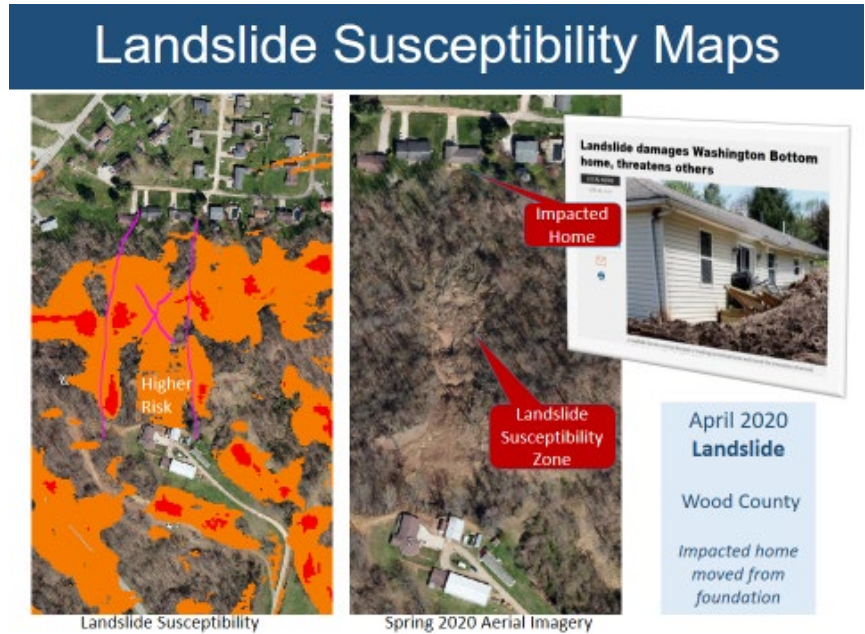 Landslide Susceptibility Maps
Landslide damages Washington Bottom
home, threatens others
Impacted
Home
Higher
Risk
Landslide
Susceptibility
Zone
April 2020
Landslide
Wood County
Impacted home
moved from
foundation
Landslide Susceptibility
Spring 2020 Aerial Imagery